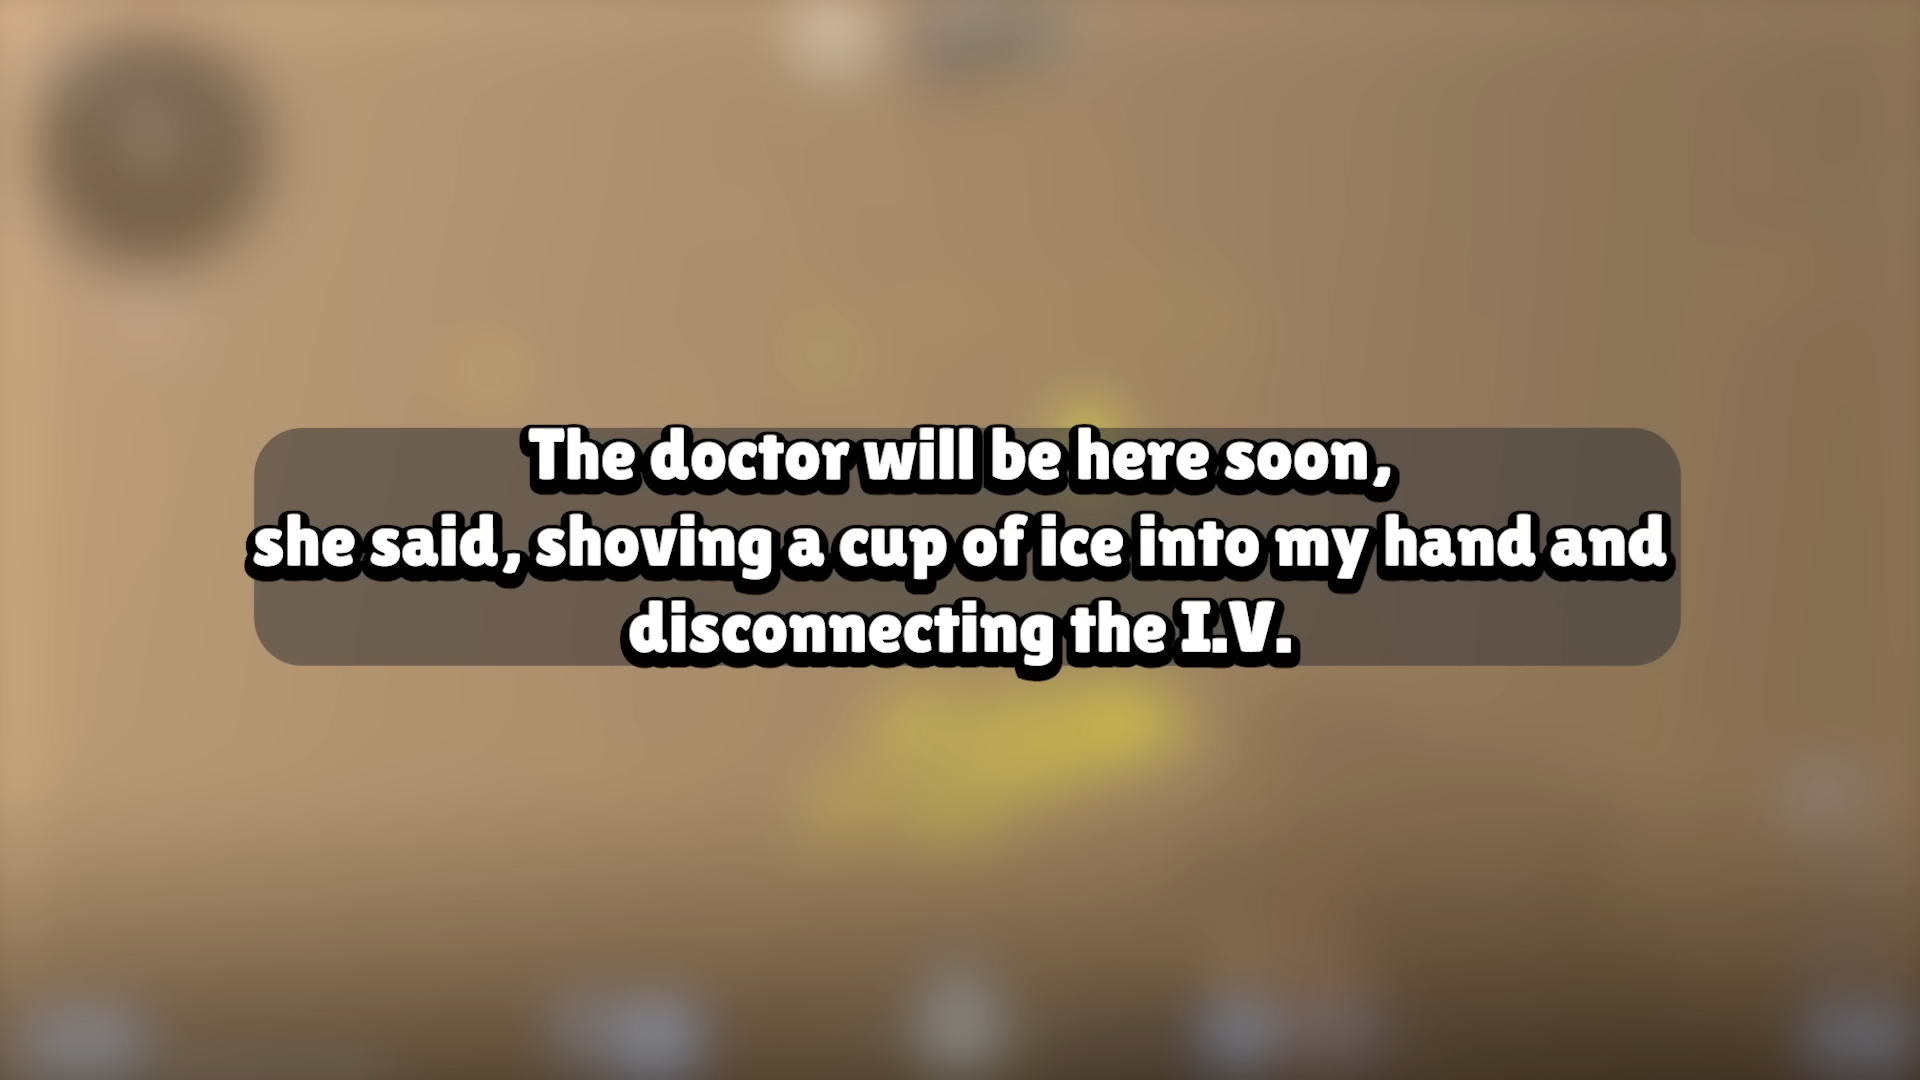 The doctor will be here soon,
she said, shoving a cup of ice into my hand and
disconnecting the I.V.